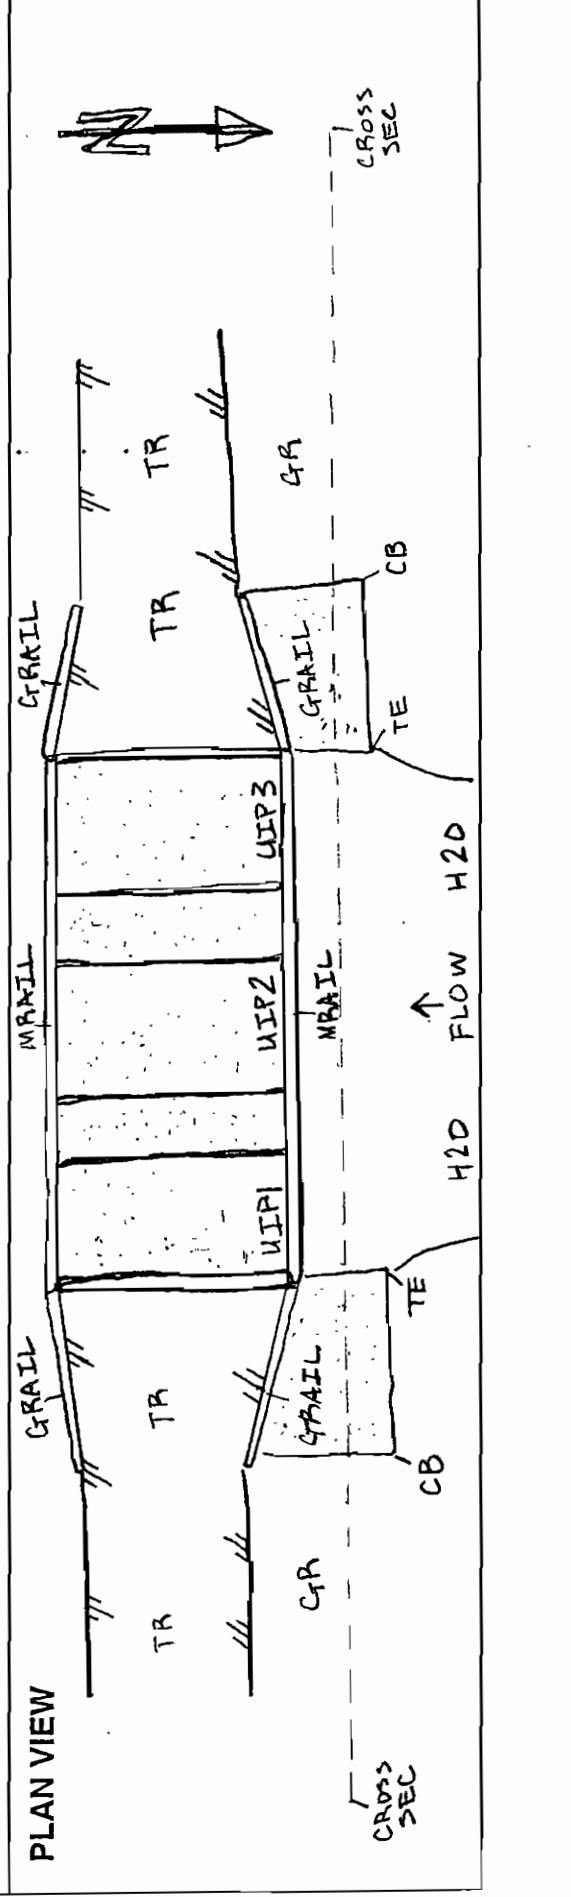 PLAN VIEW
GRAIL
MRAIL
GRAIL
N
TR
TR
TR
TR
UIP1
UIP2
UIP3
GR
GRAIL
MRAIL
GRAIL
GR
CROSS
SEC
CB
TE
H2O
FLOW
H2O
TE
CB
CROSS
SEC